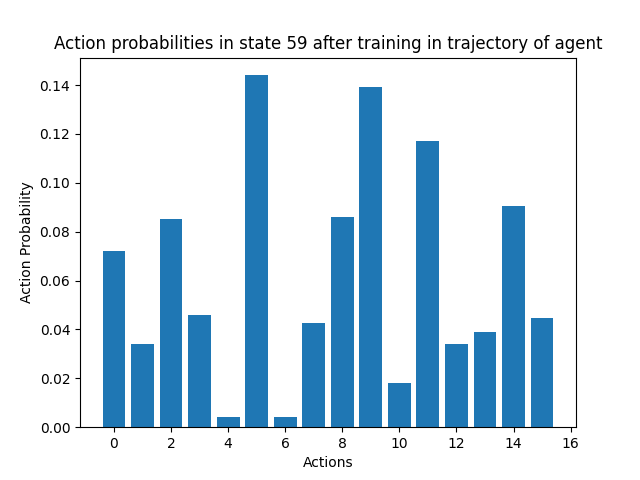 Action probabilities in state 59 after training in trajectory of agent
0.14
0.12
0.10
0.08
0.06
0.04
0.02
0.00
Action Probability
0 2 4 6 8 10 12 14 16
Actions